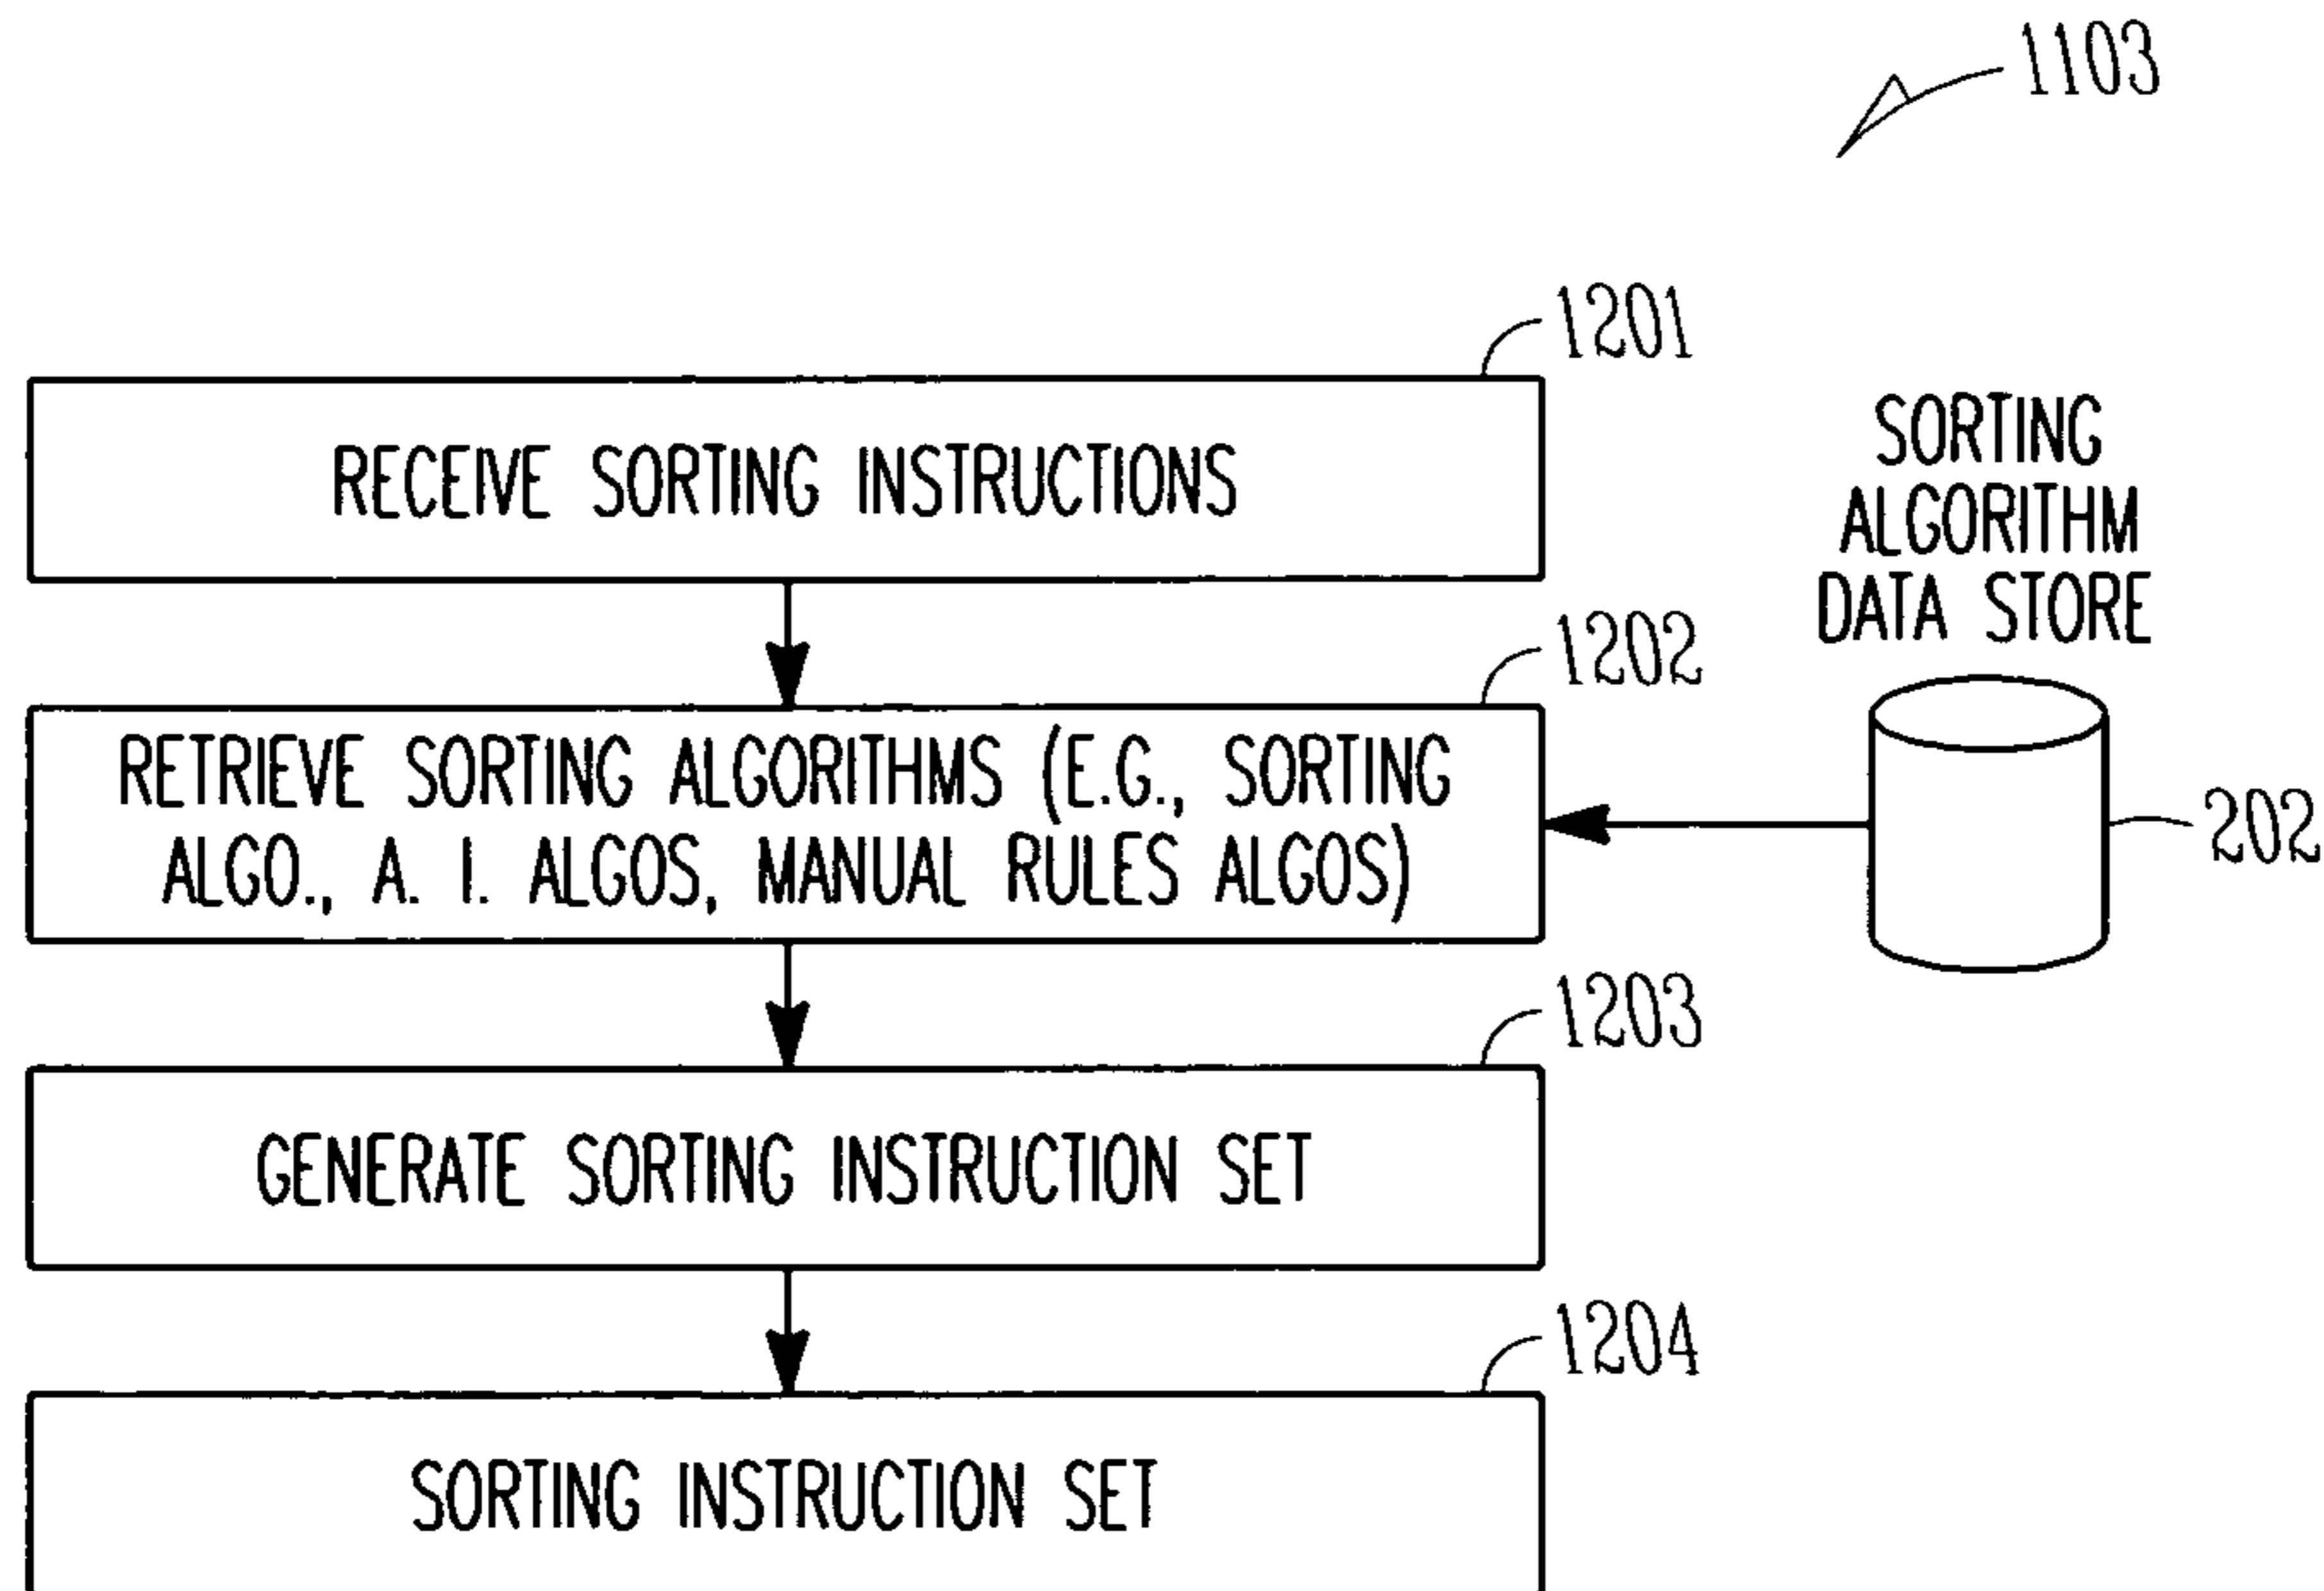 1103
1201
RECEIVE SORTING INSTRUCTIONS
SORTING
ALGORITHM
DATA STORE
1202
RETRIEVE SORTING ALGORITHMS (E.G., SORTING
ALGO., A. I. ALGOS, MANUAL RULES ALGOS)
202
1203
GENERATE SORTING INSTRUCTION SET
1204
SORTING INSTRUCTION SET